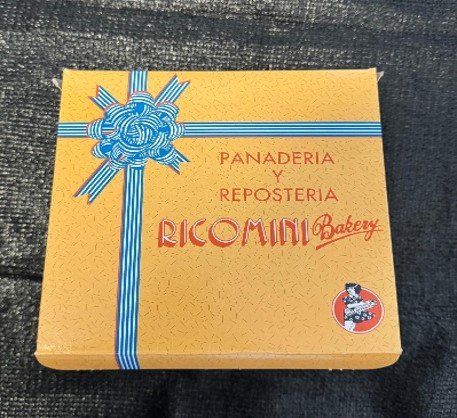 PANADERIA
Y
REPOSTERIA
RICOMINI Bakery